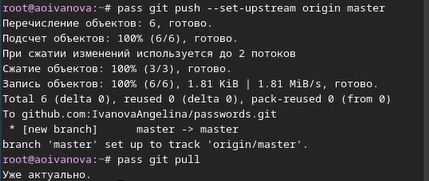 root@aoivanova:~# pass git push --set-upstream origin master
Перечисление объектов: 6, готово.
Подсчет объектов: 100% (6/6), готово.
При сжатии изменений используется до 2 потоков
Сжатие объектов: 100% (3/3), готово.
Запись объектов: 100% (6/6), 1.81 KiB | 1.81 MiB/s, готово.
Total 6 (delta 0), reused 0 (delta 0), pack-reused 0 (from 0)
To github.com:IvanovaAngelina/passwords.git
 * [new branch]      master -> master
branch 'master' set up to track 'origin/master'.
root@aoivanova:~# pass git pull
Уже актуально.